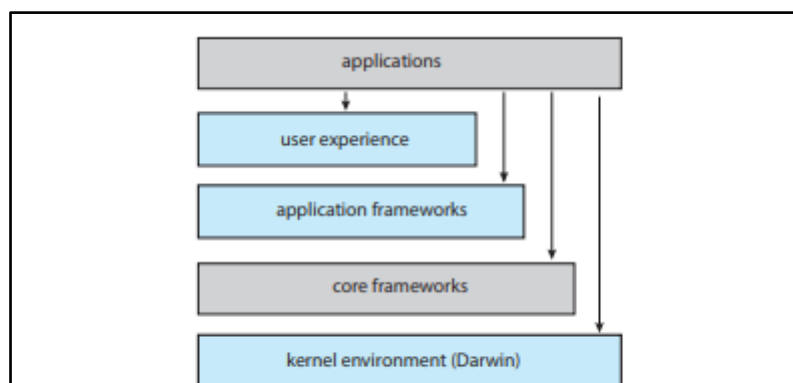 applications
user experience
application frameworks
core frameworks
kernel environment (Darwin)